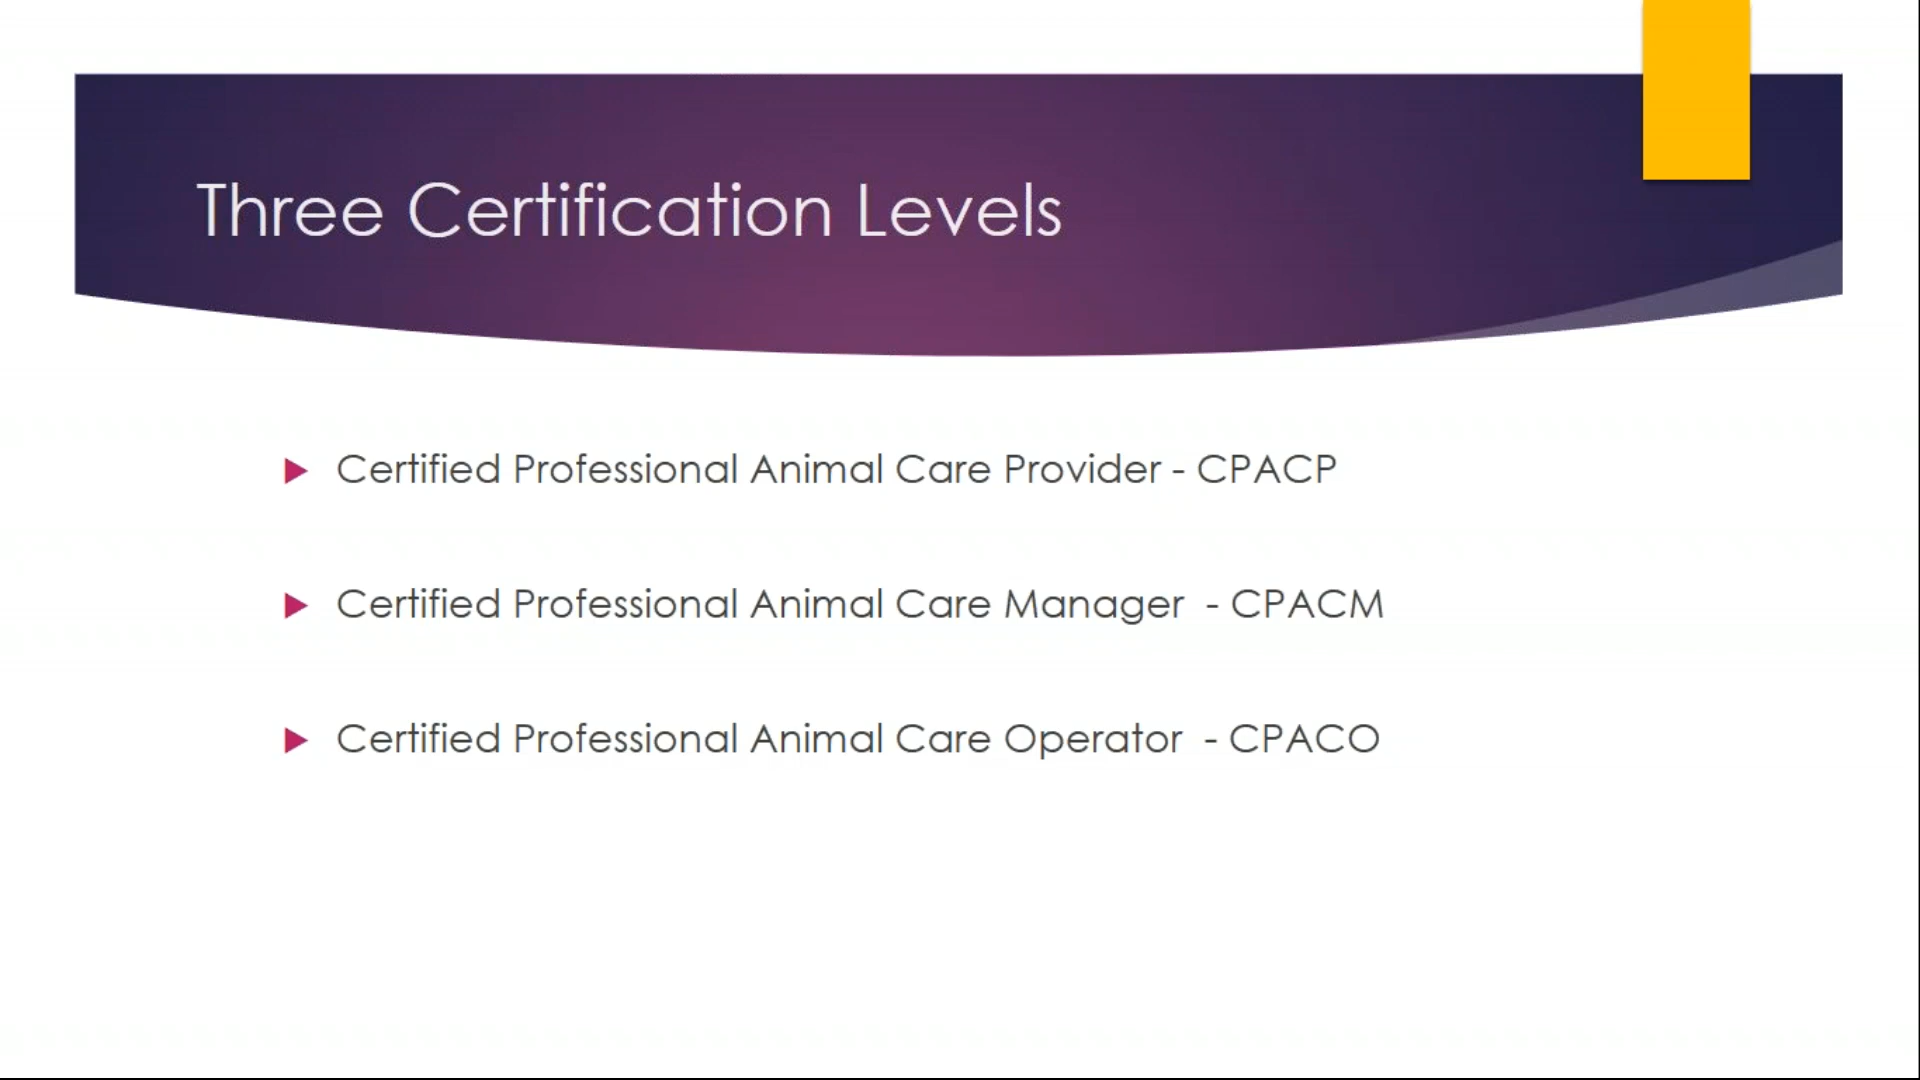 Three Certification Levels
Certified Professional Animal Care Provider - CPACP
Certified Professional Animal Care Manager  - CPACM
Certified Professional Animal Care Operator  - CPACO